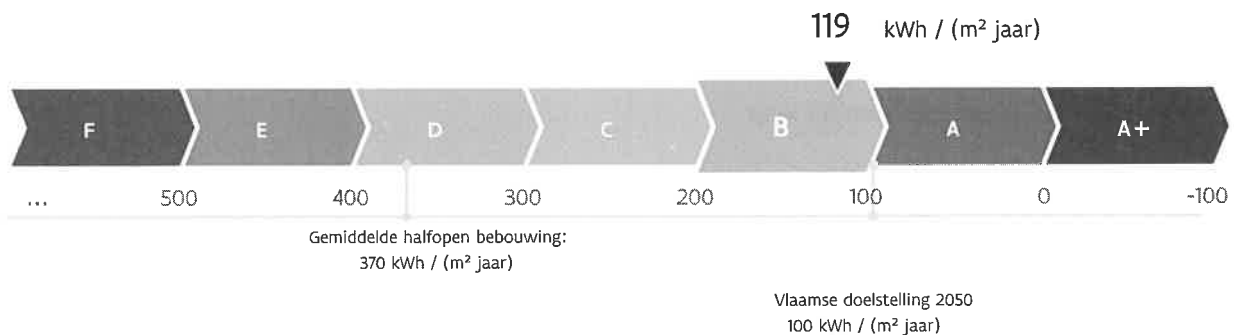 119 kWh / (m² jaar)
F E D C B A A+
... 500 400 300 200 100 0 -100
Gemiddelde halfopen bebouwing:
370 kWh / (m² jaar)
Vlaamse doelstelling 2050
100 kWh / (m² jaar)